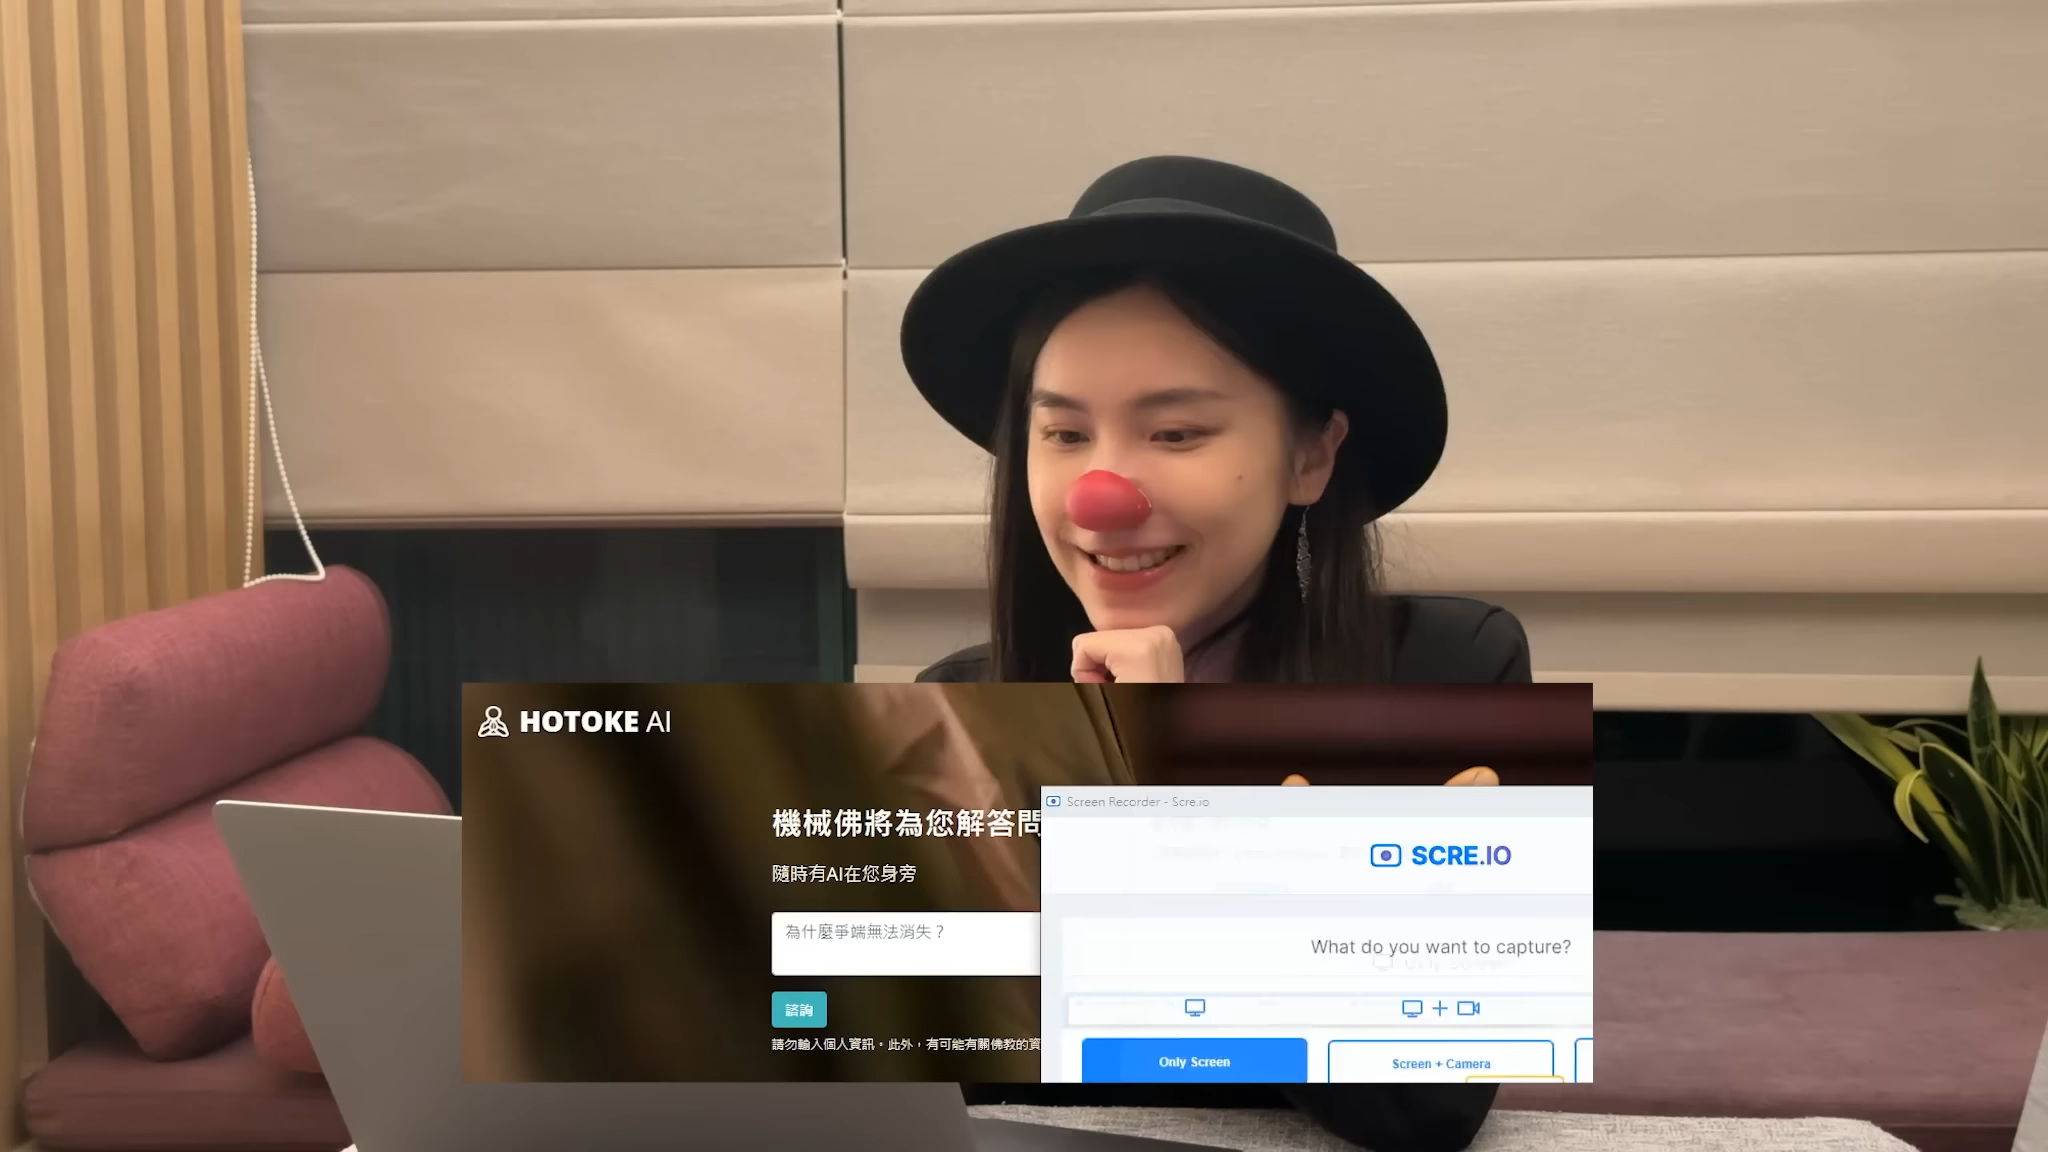 HOTOKE AI
機械佛將為您解答問
隨時有AI在您身旁
為什麼爭端無法消失？
諮詢
請勿輸入個人資訊。此外，有可能有關佛教的資
Screen Recorder - Scre.io
SCRE.IO
What do you want to capture?
Only Screen
Screen + Camera